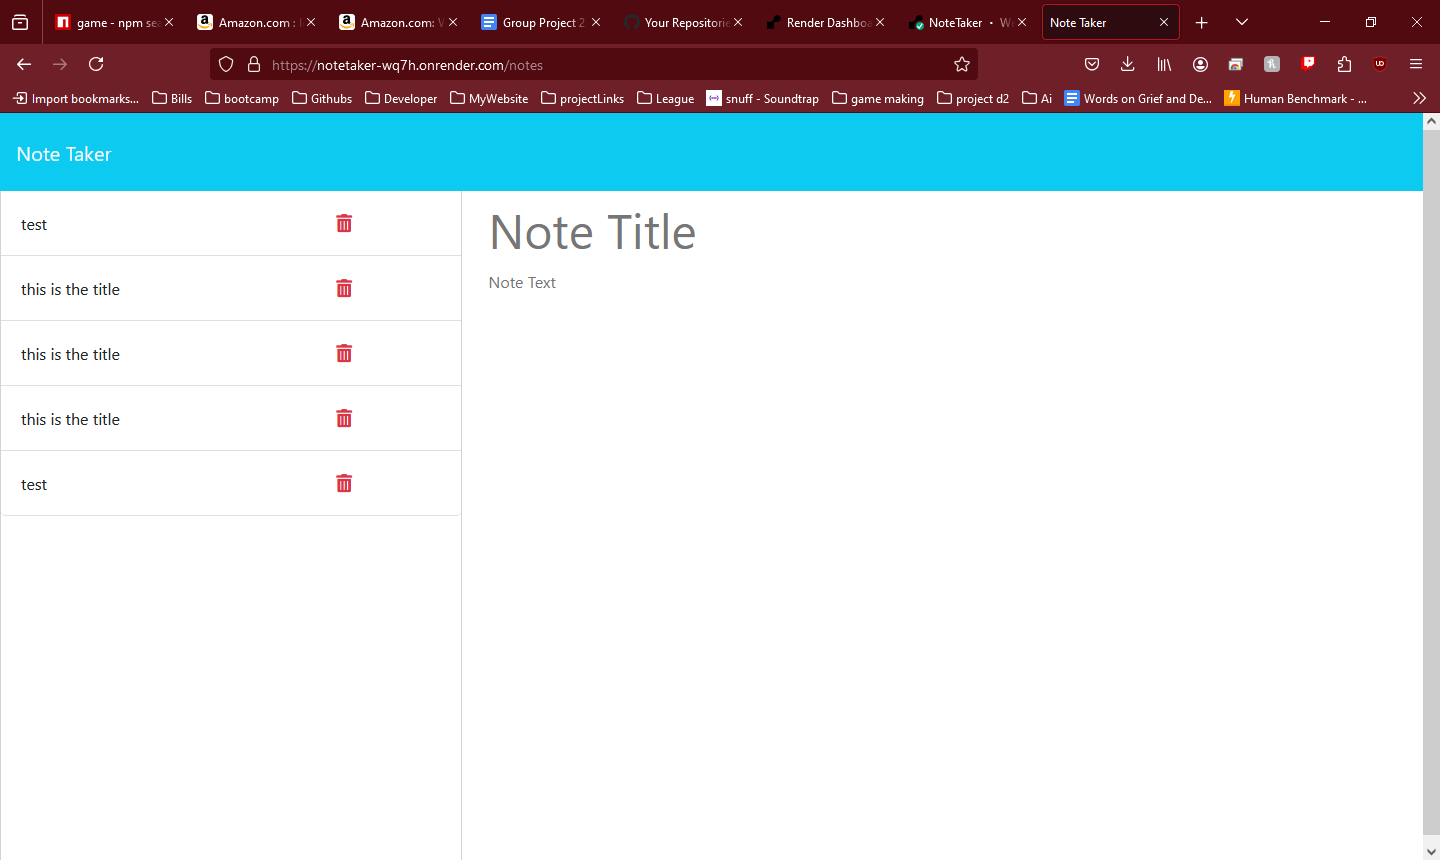 game - npm sea
Amazon.com : 
Amazon.com: 
Group Project 2
Your Repositorie
Render Dashboa
NoteTaker
Note Taker
https://notetaker-wq7h.onrender.com/notes
Import bookmarks...
Bills
bootcamp
Githubs
Developer
MyWebsite
projectLinks
League
snuff - Soundtrap
game making
project d2
Ai
Words on Grief and De...
Human Benchmark - ...
Note Taker
test
this is the title
this is the title
this is the title
test
Note Title
Note Text